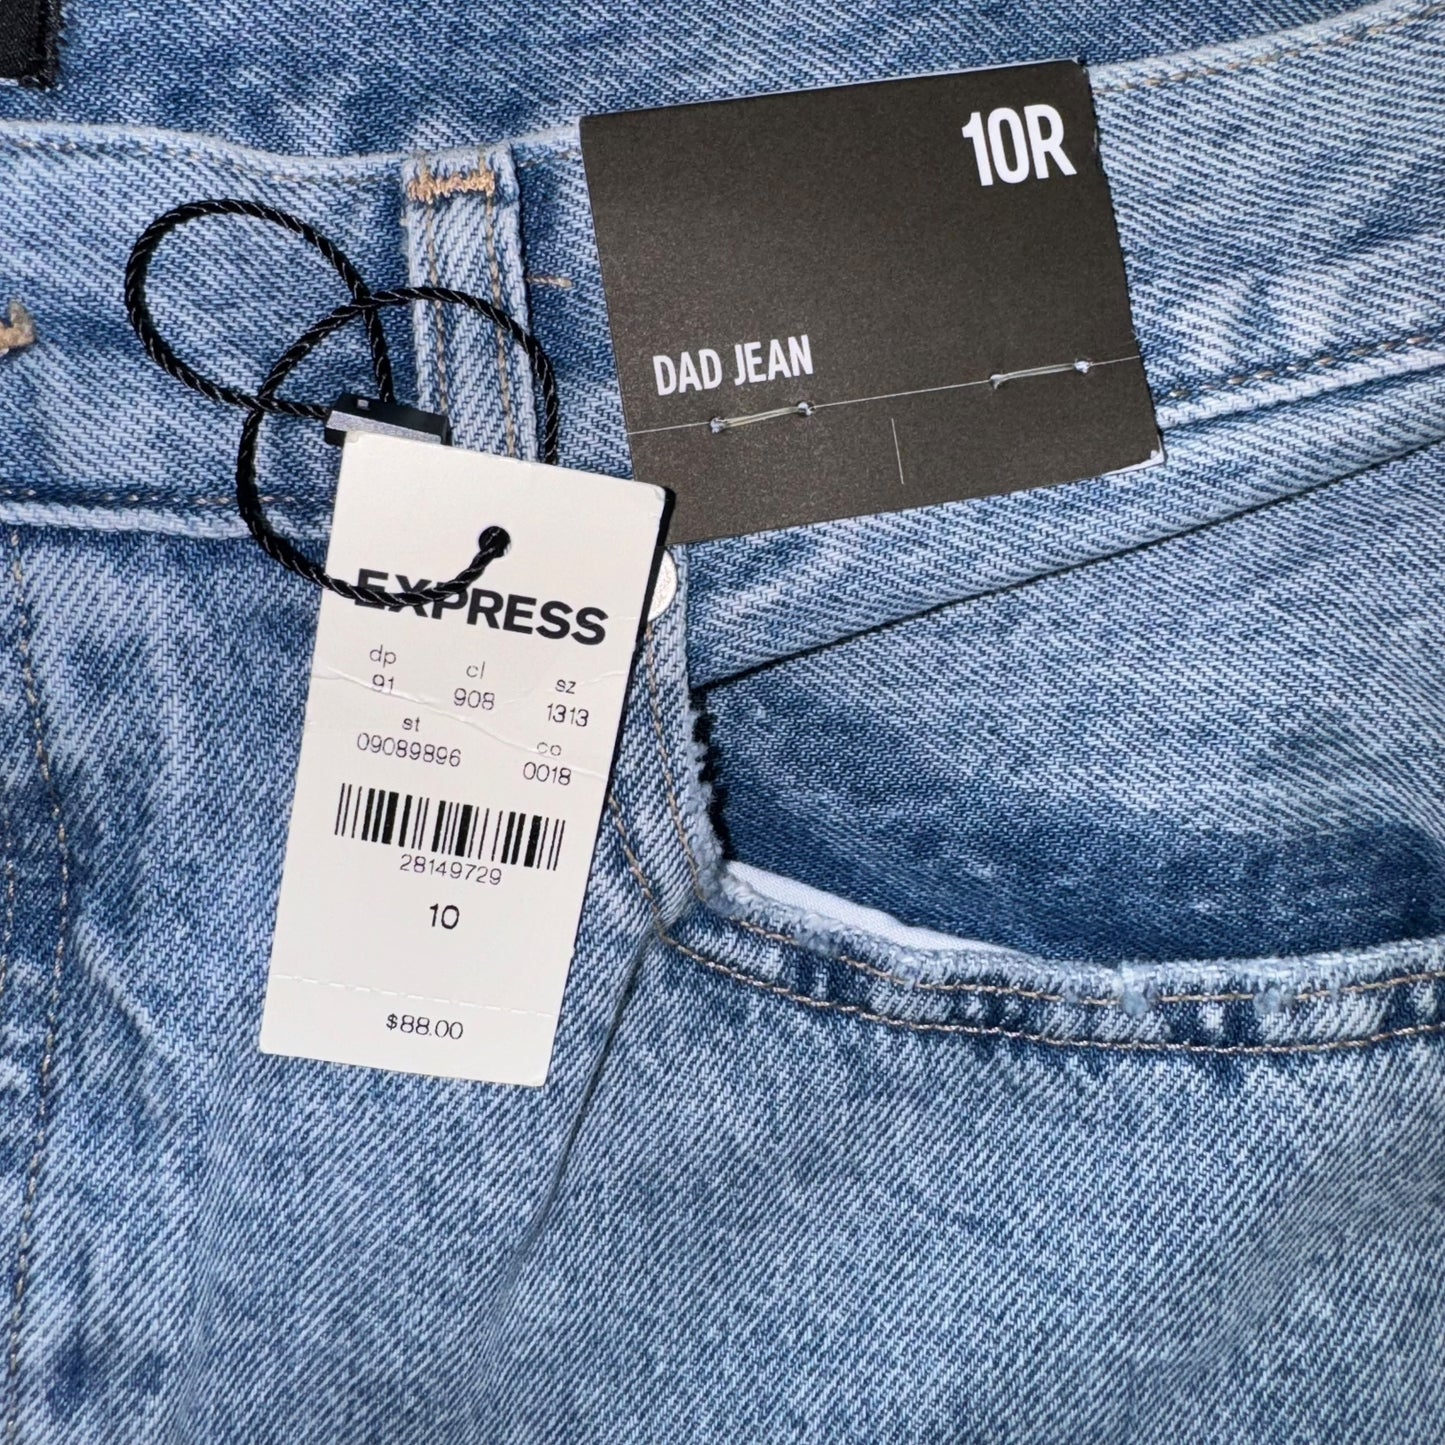 10R
DAD JEAN
EXPRESS
dp cl sz
91 908 1313
st co
09089896 0018
28149729
10
$88.00